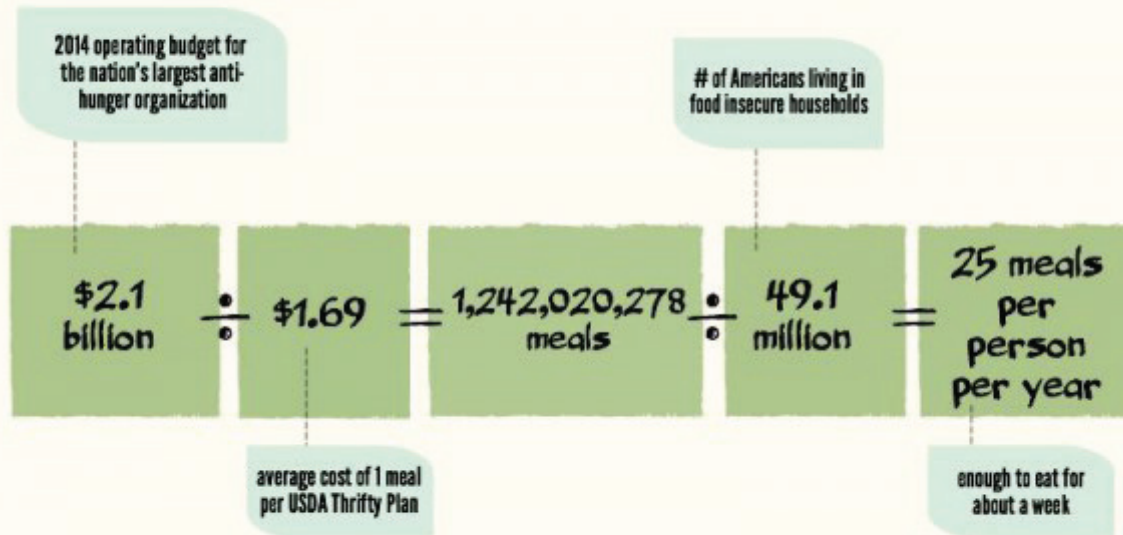 2014 operating budget for
the nation's largest anti-
hunger organization
# of Americans living in
food insecure households
$2.1
billion
÷
$1.69
=
1,242,020,278
meals
÷
49.1
million
=
25 meals
per
person
per year
average cost of 1 meal
per USDA Thrifty Plan
enough to eat for
about a week